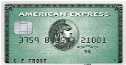 AMERICAN EXPRESS
3759 876543 21001
C F FROST